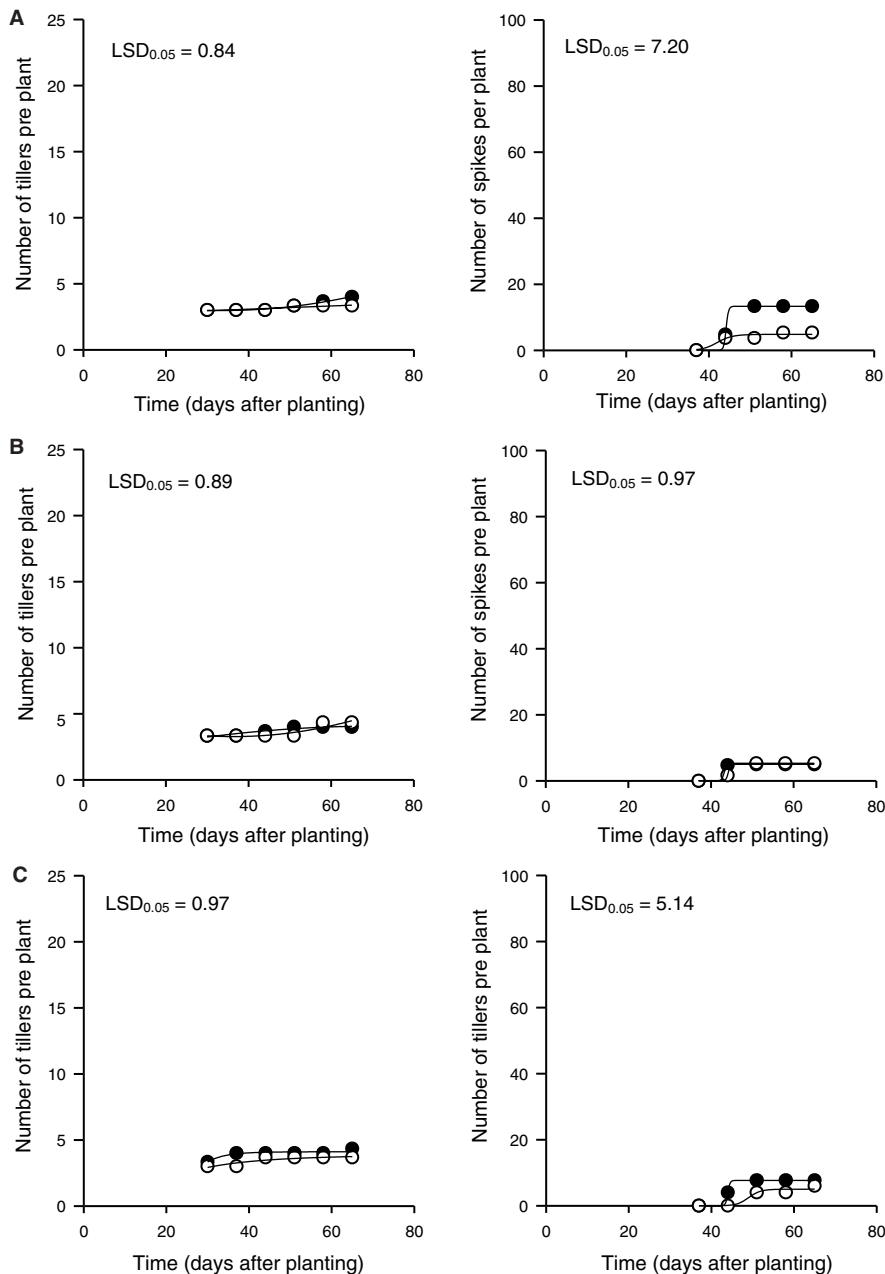 A
LSD0.05 = 0.84
Number of tillers pre plant
25
20
15
10
5
0
0 20 40 60 80
Time (days after planting)
LSD0.05 = 7.20
Number of spikes per plant
100
80
60
40
20
0
0 20 40 60 80
Time (days after planting)
B
LSD0.05 = 0.89
Number of tillers pre plant
25
20
15
10
5
0
0 20 40 60 80
Time (days after planting)
LSD0.05 = 0.97
Number of spikes pre plant
100
80
60
40
20
0
0 20 40 60 80
Time (days after planting)
C
LSD0.05 = 0.97
Number of tillers pre plant
25
20
15
10
5
0
0 20 40 60 80
Time (days after planting)
LSD0.05 = 5.14
Number of tillers pre plant
100
80
60
40
20
0
0 20 40 60 80
Time (days after planting)